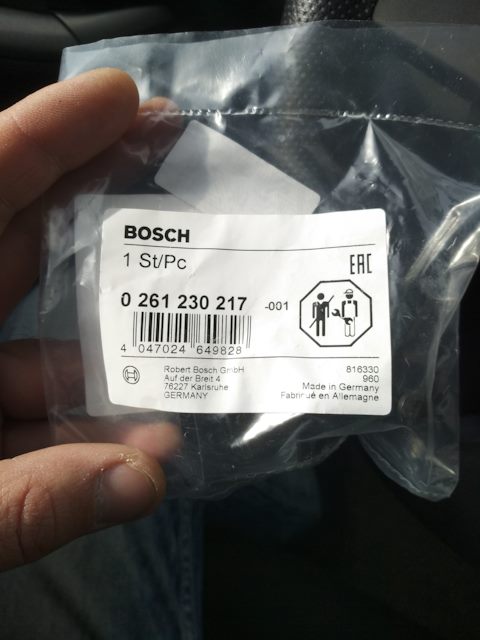 BOSCH
1 St/Pc
EAC
0 261 230 217 -001
4 047024 649828
Robert Bosch GmbH
Auf der Breit 4
76227 Karlsruhe
GERMANY
816330
960
Made in Germany
Fabriqué en Allemagne